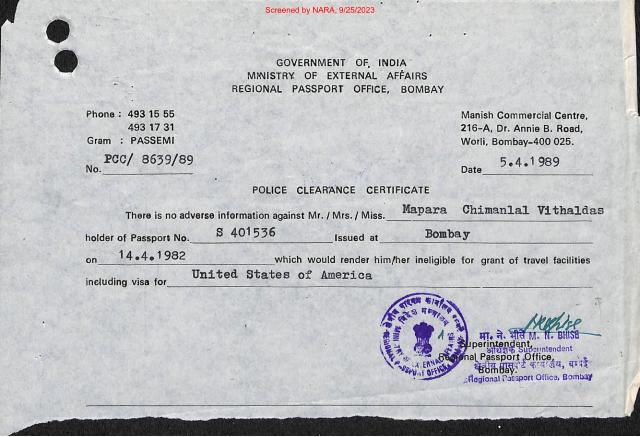 Screened by NARA, 9/25/2023
GOVERNMENT OF INDIA
MINISTRY OF EXTERNAL AFFAIRS
REGIONAL PASSPORT OFFICE, BOMBAY
Phone : 493 15 55
493 17 31
Gram : PASSEMI
No. PCC/ 8639/89
Manish Commercial Centre,
216-A, Dr. Annie B. Road,
Worli, Bombay-400 025.
Date 5.4.1989
POLICE CLEARANCE CERTIFICATE
There is no adverse information against Mr. / Mrs. / Miss. Mapara Chimanlal Vithaldas
holder of Passport No. S 401536 Issued at Bombay
on 14.4.1982 which would render him/her ineligible for grant of travel facilities
including visa for United States of America
मा. ने. भीसे M. N. BHISE
Superintendent,
अधीक्षक Superintendent
Regional Passport Office,
क्षेत्रीय पासपोर्ट कार्यालय, बम्बई
Bombay.
Regional Passport Office, Bombay